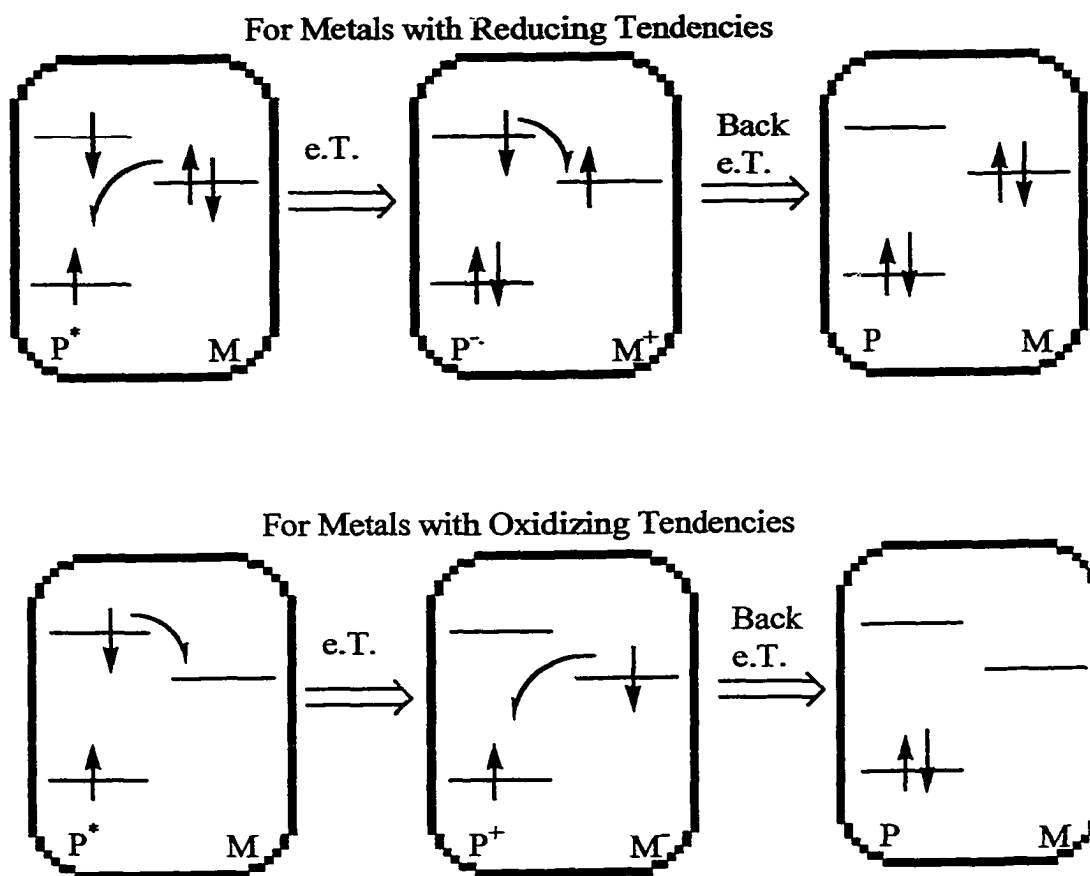 For Metals with Reducing Tendencies
e.T.
Back
e.T.
P* M
P-. M+
P M
For Metals with Oxidizing Tendencies
e.T.
Back
e.T.
P* M
P+ M-
P M